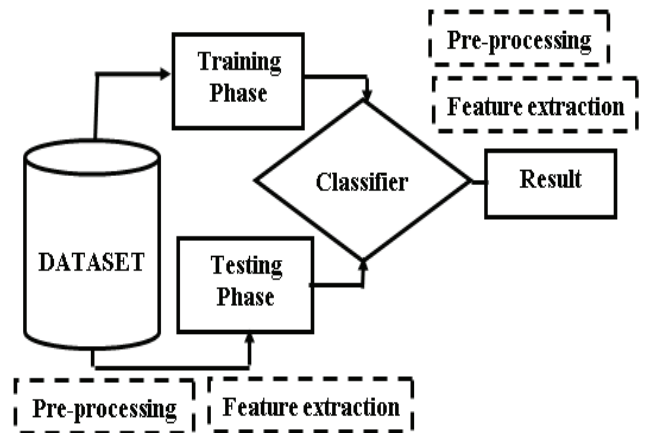 Pre-processing
Training
Phase
Feature extraction
Classifier
Result
DATASET
Testing
Phase
Pre-processing
Feature extraction